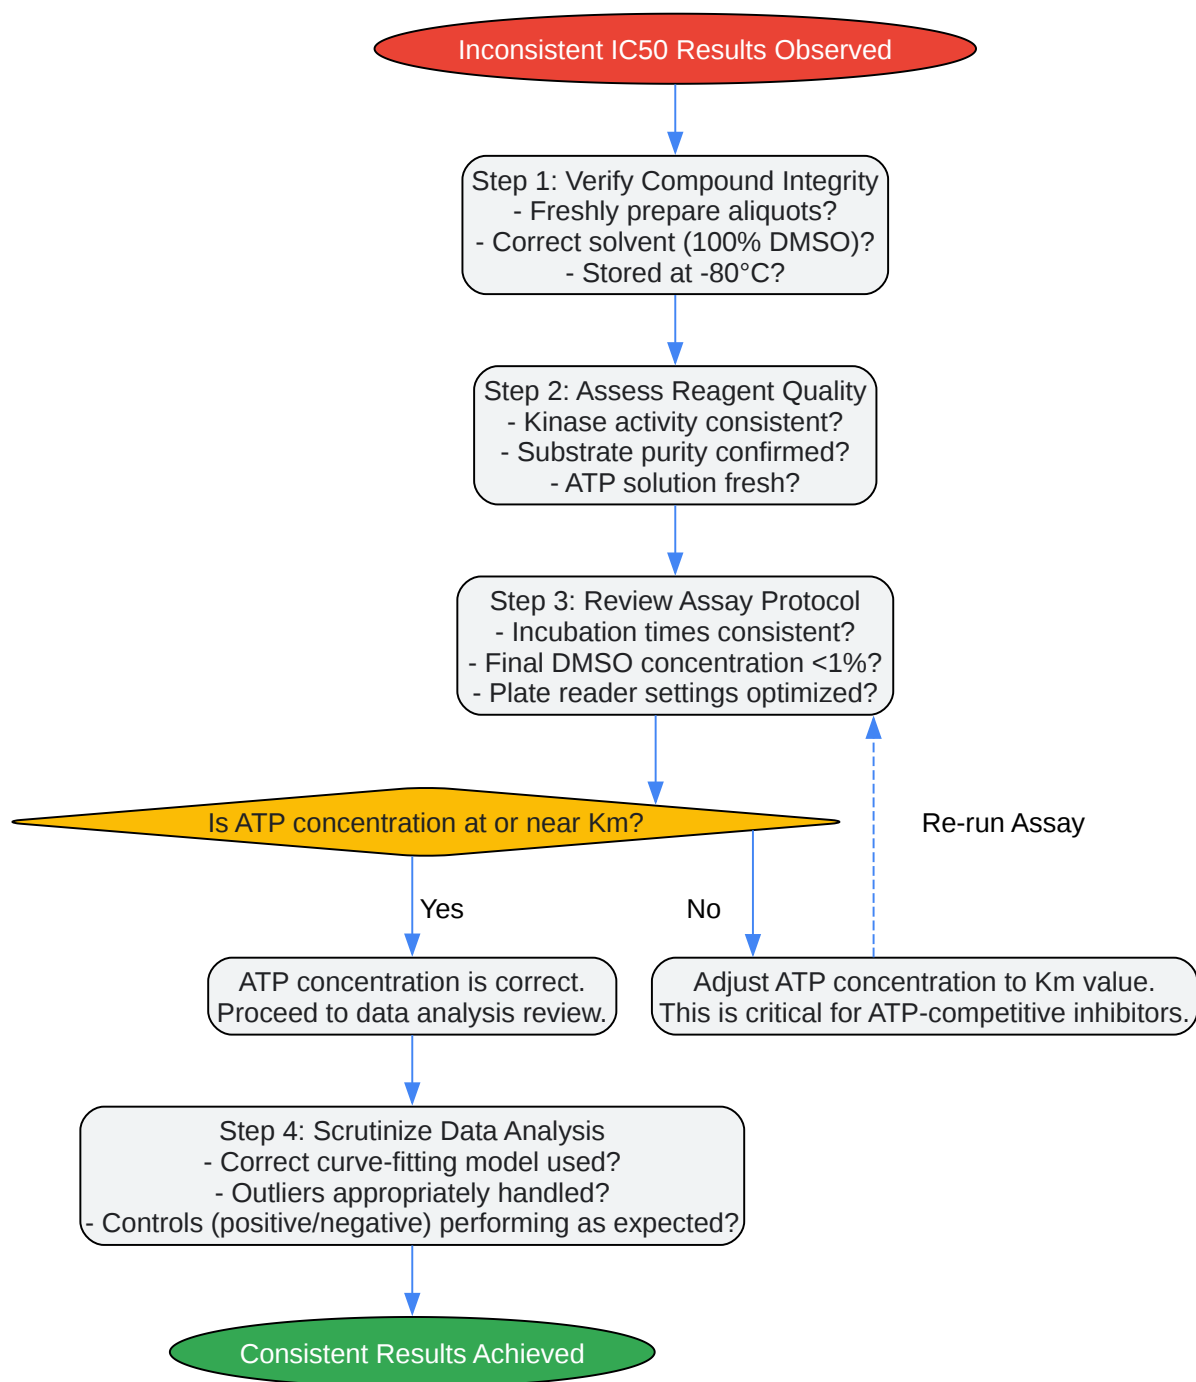 Inconsistent IC50 Results Observed
Step 1: Verify Compound Integrity
- Freshly prepare aliquots?
- Correct solvent (100% DMSO)?
- Stored at -80°C?
Step 2: Assess Reagent Quality
- Kinase activity consistent?
- Substrate purity confirmed?
- ATP solution fresh?
Step 3: Review Assay Protocol
- Incubation times consistent?
- Final DMSO concentration <1%?
- Plate reader settings optimized?
Is ATP concentration at or near Km?
Re-run Assay
Yes
No
ATP concentration is correct.
Proceed to data analysis review.
Adjust ATP concentration to Km value.
This is critical for ATP-competitive inhibitors.
Step 4: Scrutinize Data Analysis
- Correct curve-fitting model used?
- Outliers appropriately handled?
- Controls (positive/negative) performing as expected?
Consistent Results Achieved